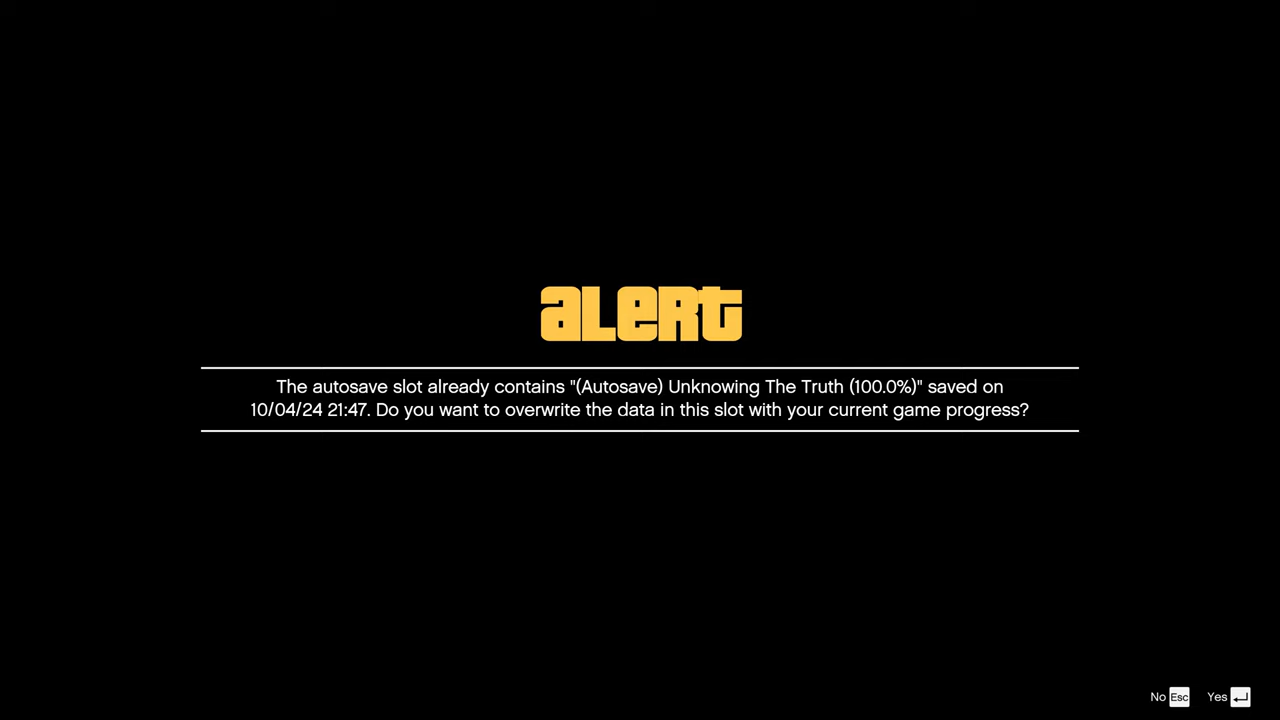 aLeRt
The autosave slot already contains "(Autosave) Unknowing The Truth (100.0%)" saved on
10/04/24 21:47. Do you want to overwrite the data in this slot with your current game progress?
No Esc Yes